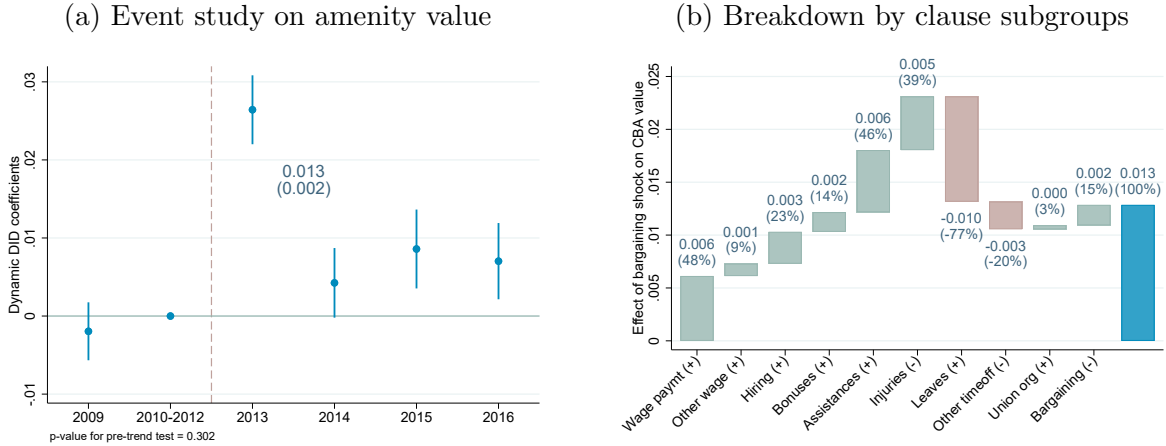 (a) Event study on amenity value
Dynamic DID coefficients
.03
.02
.01
0
-.01
0.013
(0.002)
2009
2010-2012
2013
2014
2015
2016
p-value for pre-trend test = 0.302
(b) Breakdown by clause subgroups
Effect of bargaining shock on CBA value
.025
.02
.015
.01
.005
0
0.006
(48%)
0.001
(9%)
0.003
(23%)
0.002
(14%)
0.006
(46%)
0.005
(39%)
-0.010
(-77%)
-0.003
(-20%)
0.000
(3%)
0.002
(15%)
0.013
(100%)
Wage paymt (+)
Other wage (+)
Hiring (+)
Bonuses (+)
Assistances (+)
Injuries (-)
Leaves (+)
Other timeoff (-)
Union org (+)
Bargaining (-)